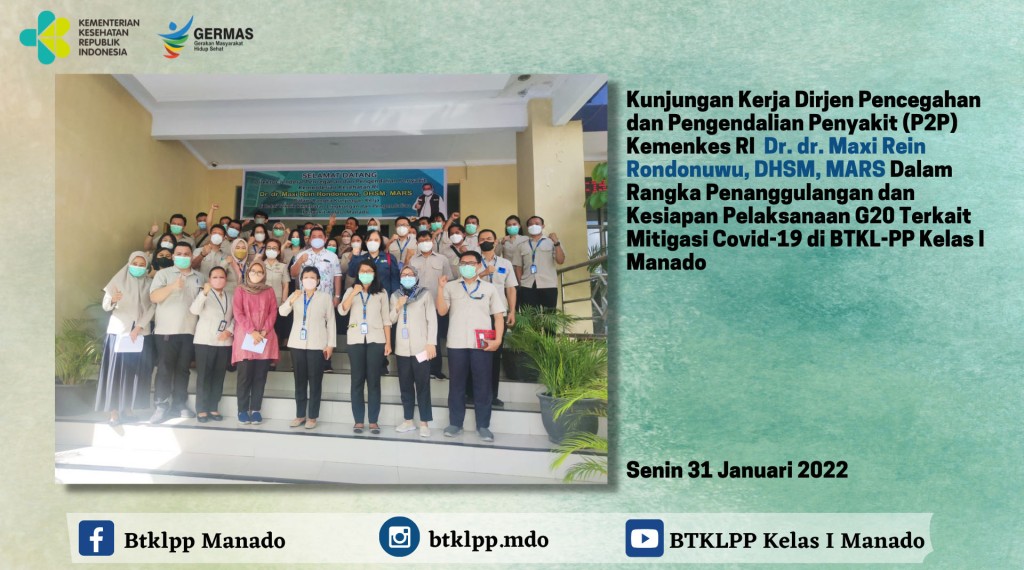 KEMENTERIAN
KESEHATAN
REPUBLIK
INDONESIA
GERMAS
Gerakan Masyarakat
Hidup Sehat
SELAMAT DATANG
Dr. dr. Maxi Rein Rondonuwu, DHSM, MARS
Kunjungan Kerja Dirjen Pencegahan
dan Pengendalian Penyakit (P2P)
Kemenkes RI Dr. dr. Maxi Rein
Rondonuwu, DHSM, MARS Dalam
Rangka Penanggulangan dan
Kesiapan Pelaksanaan G20 Terkait
Mitigasi Covid-19 di BTKL-PP Kelas I
Manado
Senin 31 Januari 2022
Btklpp Manado
btklpp.mdo
BTKLPP Kelas I Manado